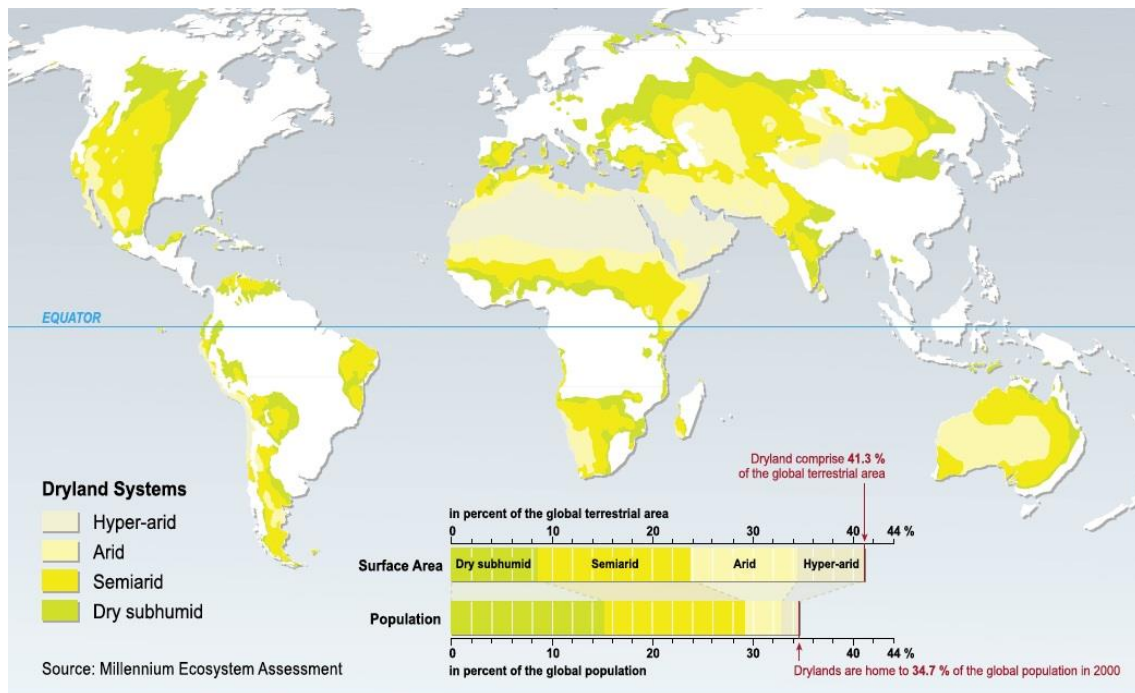 EQUATOR
Dryland Systems
Hyper-arid
Arid
Semiarid
Dry subhumid
Source: Millennium Ecosystem Assessment
Dryland comprise 41.3 %
of the global terrestrial area
in percent of the global terrestrial area
0 10 20 30 40 44 %
Surface Area Dry subhumid Semiarid Arid Hyper-arid
Population
0 10 20 30 40 44 %
in percent of the global population
Drylands are home to 34.7 % of the global population in 2000